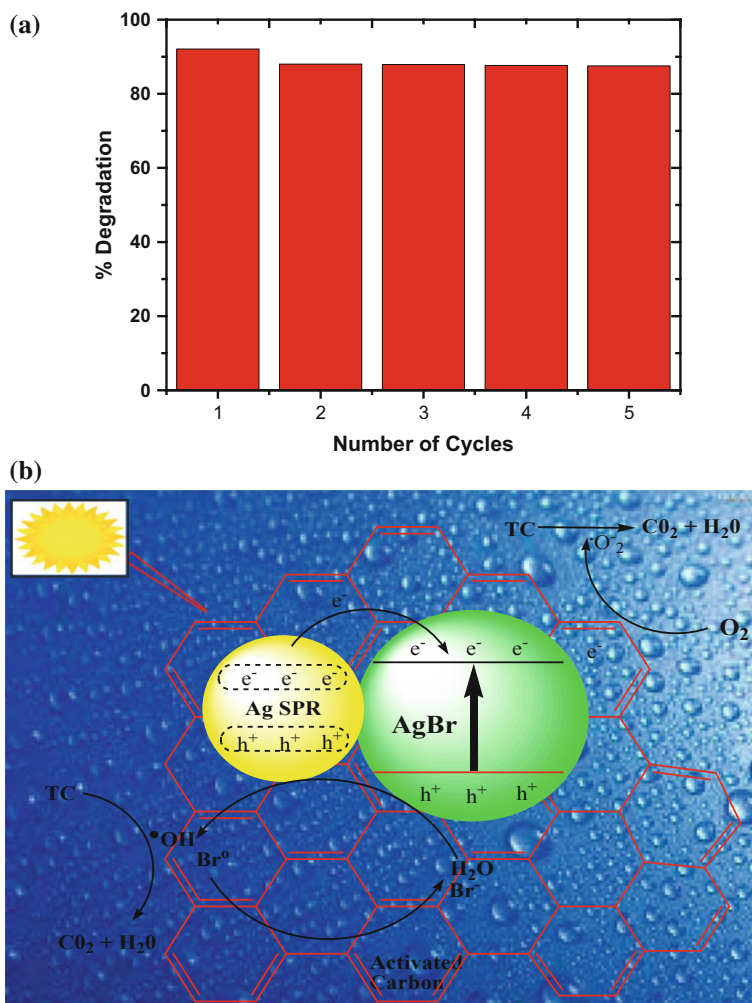 (a)
100
80
60
40
20
0
% Degradation
1 2 3 4 5
Number of Cycles
(b)
TC
C0₂ + H₂0
·O⁻₂
O₂
e⁻
e⁻ e⁻ e⁻
e⁻
e⁻ e⁻ e⁻
Ag SPR
AgBr
h⁺ h⁺ h⁺
h⁺ h⁺ h⁺
TC
•OH
Br⁰
H₂O
Br⁻
C0₂ + H₂0
Activated
Carbon